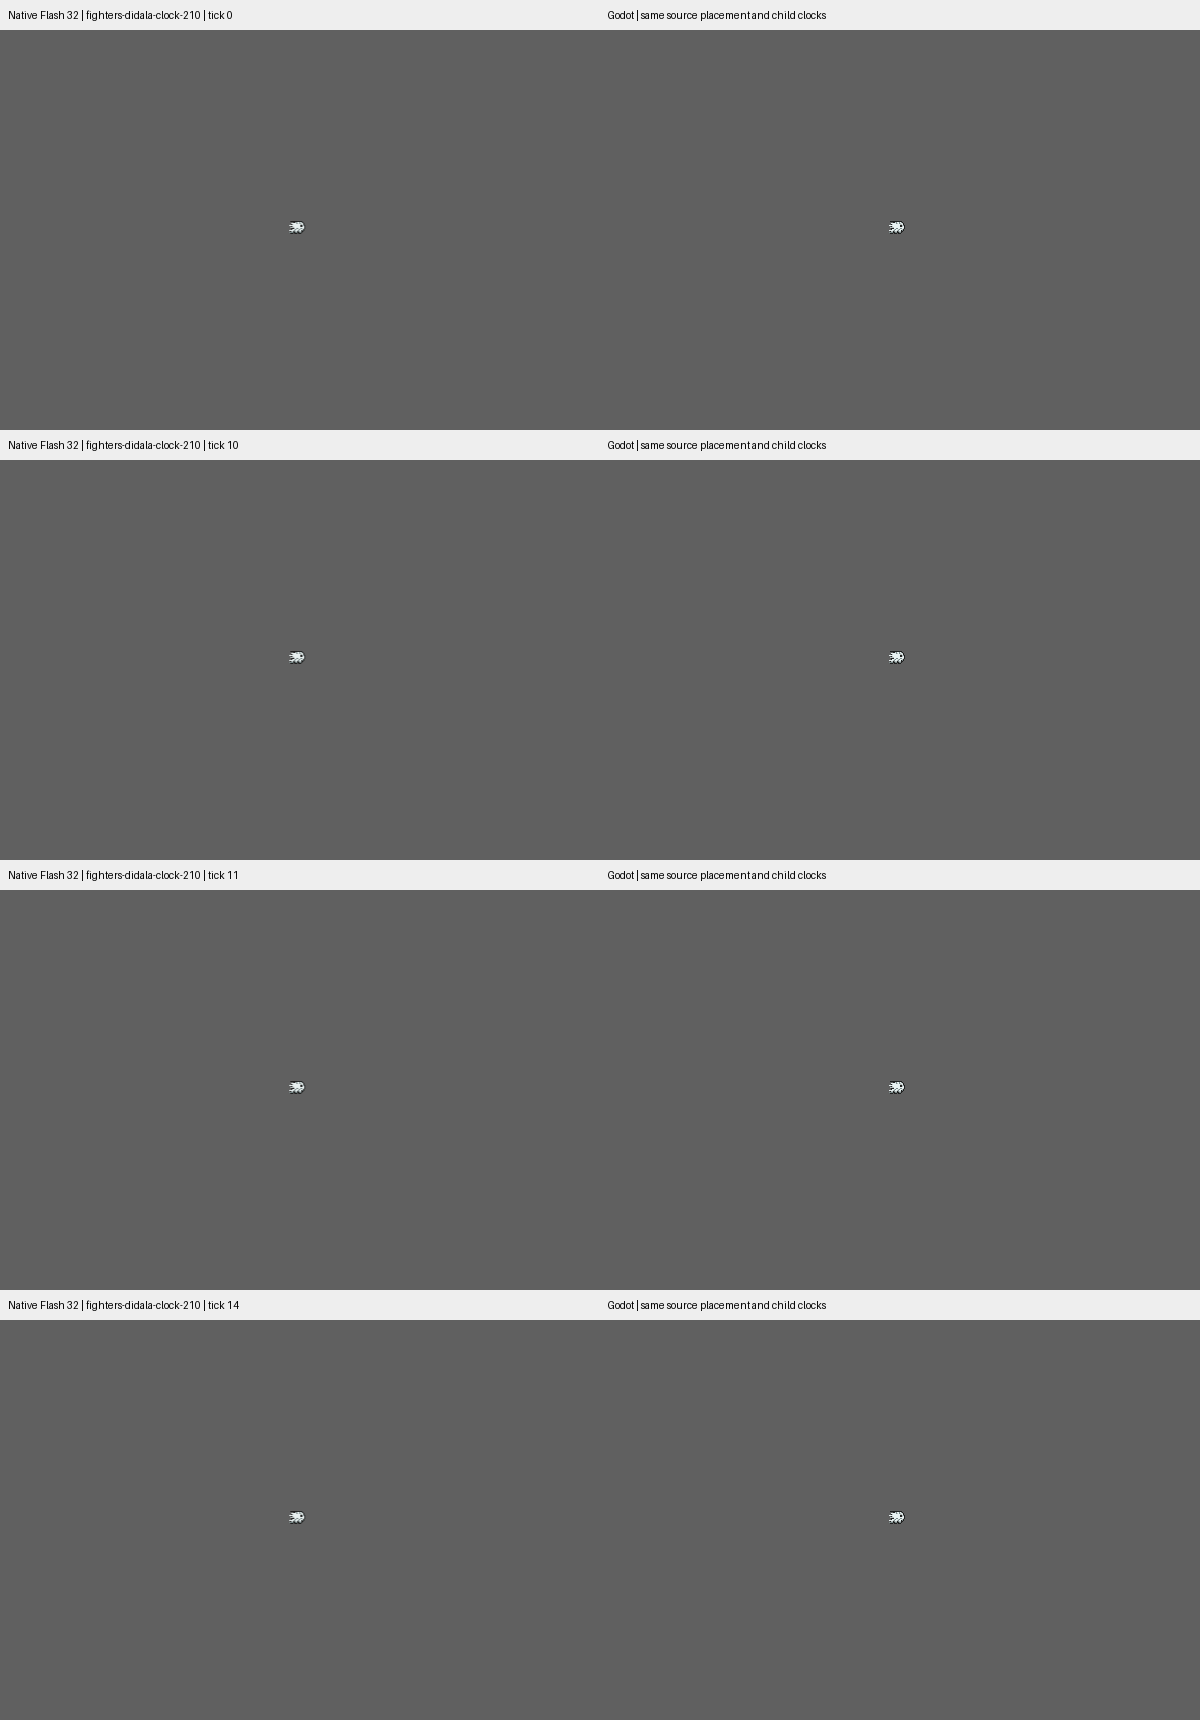 Native Flash 32 | fighters-didala-clock-210 | tick 0
Godot | same source placement and child clocks
Native Flash 32 | fighters-didala-clock-210 | tick 10
Godot | same source placement and child clocks
Native Flash 32 | fighters-didala-clock-210 | tick 11
Godot | same source placement and child clocks
Native Flash 32 | fighters-didala-clock-210 | tick 14
Godot | same source placement and child clocks